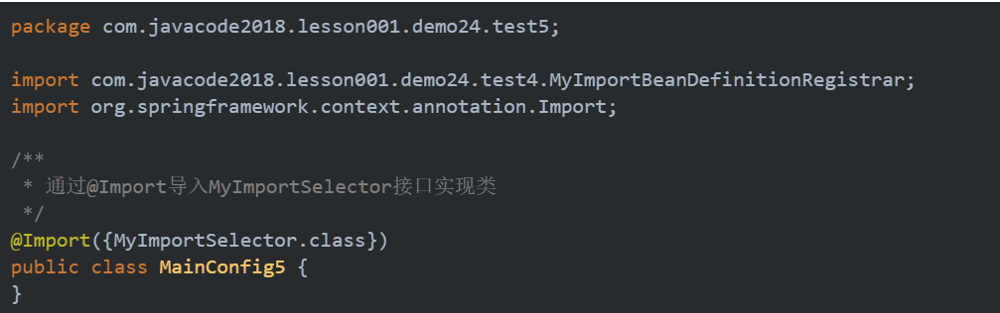 package com.javacode2018.lesson001.demo24.test5;
import com.javacode2018.lesson001.demo24.test4.MyImportBeanDefinitionRegistrar;
import org.springframework.context.annotation.Import;
/**
 * 通过@Import导入MyImportSelector接口实现类
 */
@Import({MyImportSelector.class})
public class MainConfig5 {
}